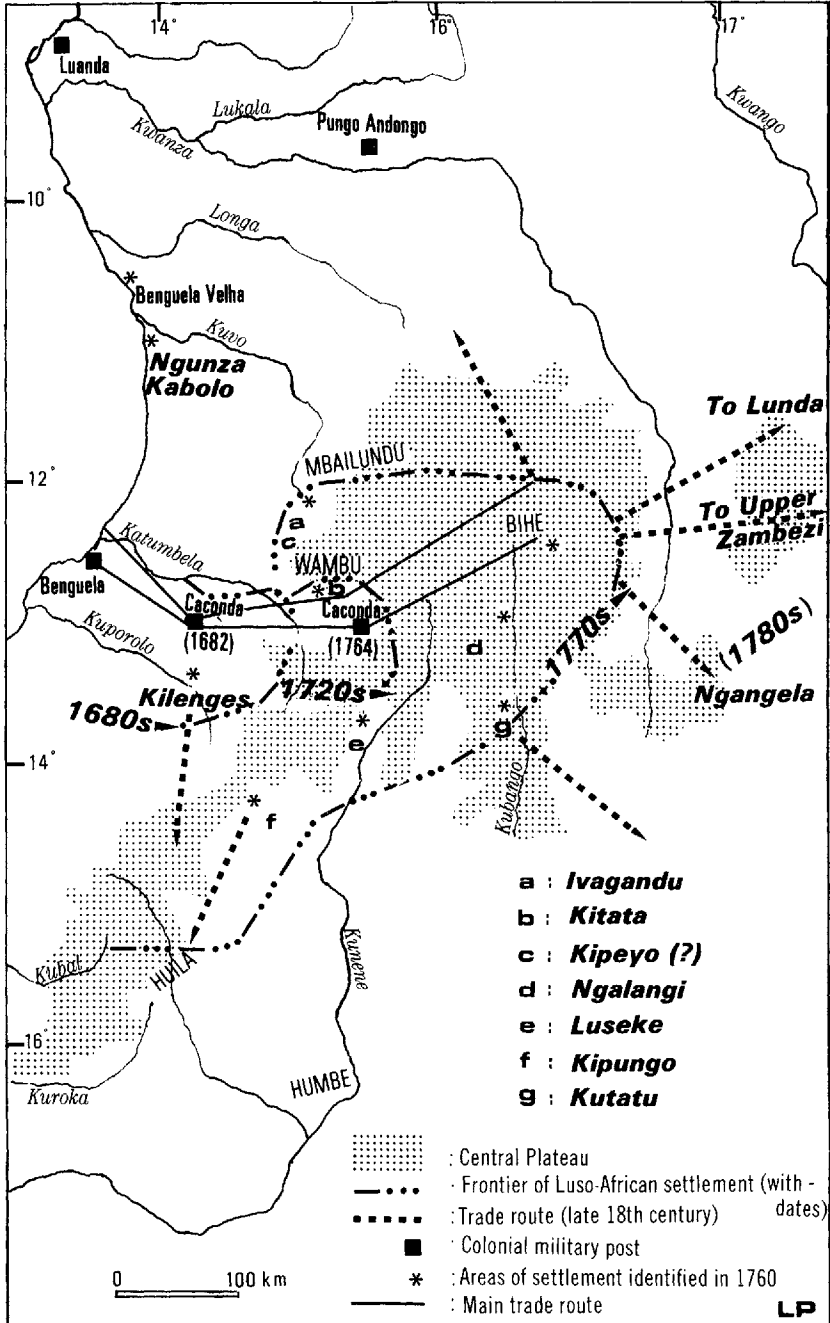 14°
16°
17°
Luanda
Lukala
Kwanza
Pungo Andongo
Kwango
10°
Longa
Benguela Velha
Kuvo
Ngunza
Kabolo
To Lunda
12°
MBAILUNDU
a
c
BIHE
To Upper
Zambezi
Katumbela
WAMBU
b
Benguela
Caconda
(1682)
Caconda
(1764)
Kuporolo
d
1770s
(1780s)
Ngangela
Kilenges
1720s
1680s
e
g
14°
Kubango
f
a : Ivagandu
b : Kitata
c : Kipeyo (?)
d : Ngalangi
e : Luseke
f : Kipungo
g : Kutatu
Kubal
HUILA
Kunene
16°
Kuroka
HUMBE
: Central Plateau
: Frontier of Luso-African settlement (with -
dates)
: Trade route (late 18th century)
: Colonial military post
: Areas of settlement identified in 1760
: Main trade route
0 100 km
LP